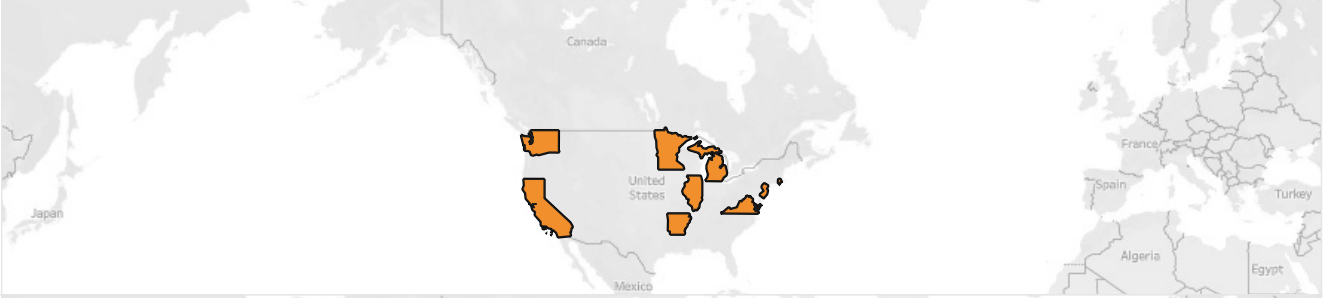 Canada
United
States
Mexico
Japan
France
Spain
Turkey
Algeria
Egypt